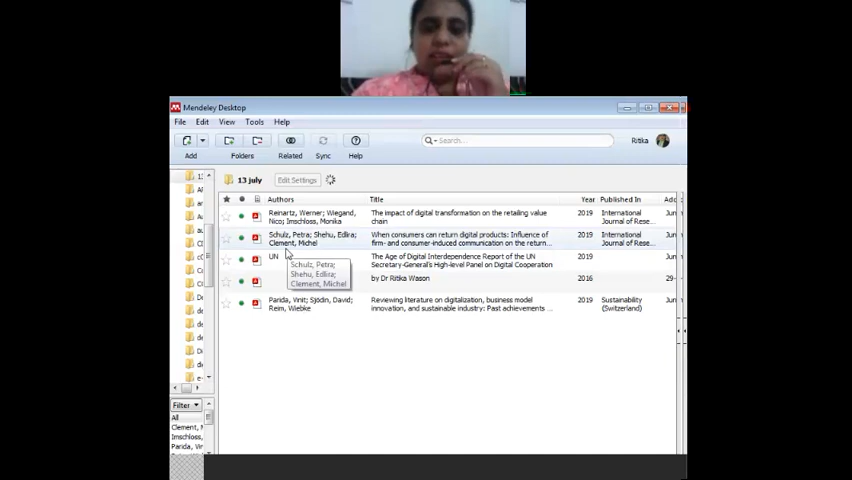 Mendeley Desktop
File Edit View Tools Help
Search...
Ritika
Add Folders Related Sync Help
13 july Edit Settings
Authors Title Year Published In
Reinartz, Werner; Wiegand, The impact of digital transformation on the retailing value 2019 International
Nico; Imschloss, Monika chain Journal of Rese...
Schulz, Petra; Shehu, Edlira; When consumers can return digital products: Influence of 2019 International
Clement, Michel firm- and consumer-induced communication on the return... Journal of Rese...
UN The Age of Digital Interdependence Report of the UN 2019
Secretary-General's High-level Panel on Digital Cooperation
Schulz, Petra;
Shehu, Edlira;
Clement, Michel
by Dr Ritika Wason 2016 29-
Parida, Vinit; Sjödin, David; Reviewing literature on digitalization, business model 2019 Sustainability
Reim, Wiebke innovation, and sustainable industry: Past achievements ... (Switzerland)
Filter
All
Clement, M
Imschloss,
Parida, Vi